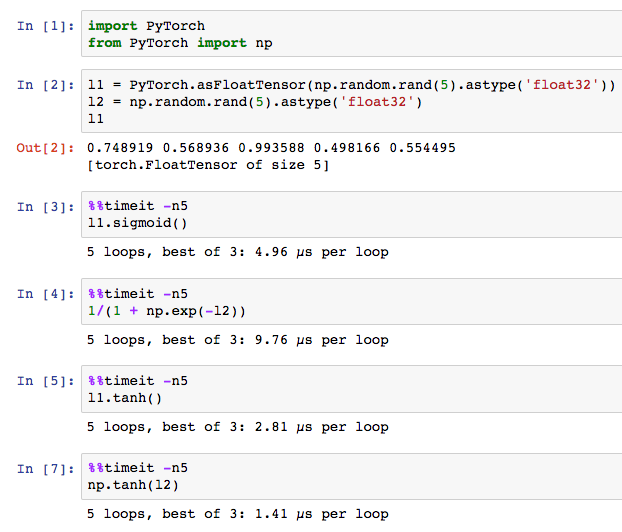 In [1]: import PyTorch
from PyTorch import np
In [2]: l1 = PyTorch.asFloatTensor(np.random.rand(5).astype('float32'))
l2 = np.random.rand(5).astype('float32')
l1
Out[2]: 0.748919 0.568936 0.993588 0.498166 0.554495
[torch.FloatTensor of size 5]
In [3]: %%timeit -n5
l1.sigmoid()
5 loops, best of 3: 4.96 µs per loop
In [4]: %%timeit -n5
1/(1 + np.exp(-l2))
5 loops, best of 3: 9.76 µs per loop
In [5]: %%timeit -n5
l1.tanh()
5 loops, best of 3: 2.81 µs per loop
In [7]: %%timeit -n5
np.tanh(l2)
5 loops, best of 3: 1.41 µs per loop